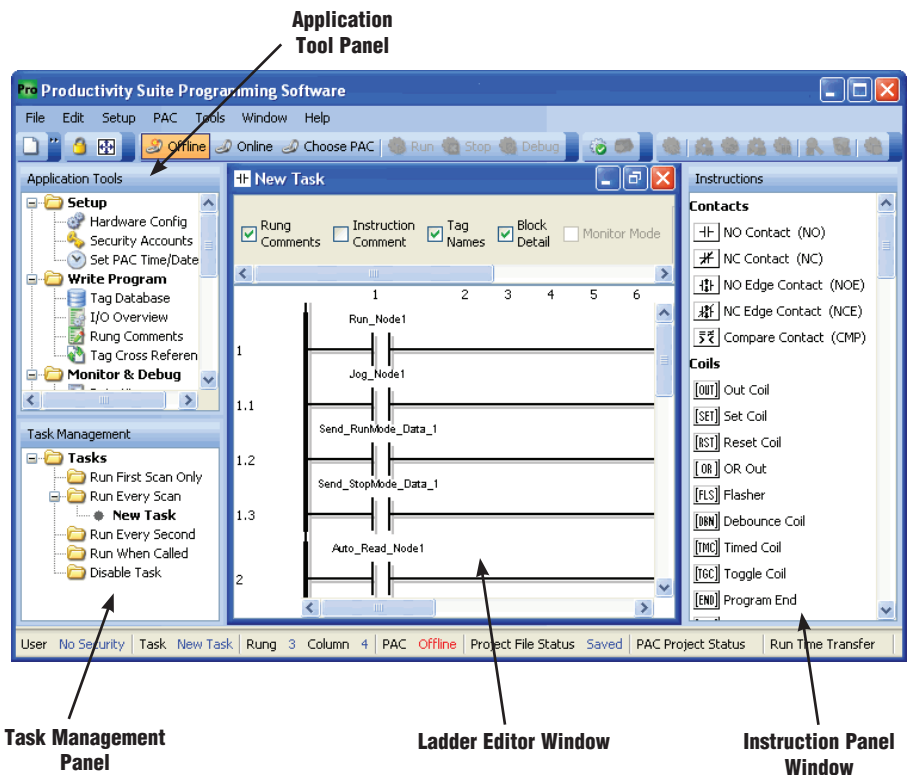 Application
Tool Panel
Pro Productivity Suite Programming Software
File Edit Setup PAC Tools Window Help
Offline Online Choose PAC Run Stop Debug
Application Tools
Setup
Hardware Config
Security Accounts
Set PAC Time/Date
Write Program
Tag Database
I/O Overview
Rung Comments
Tag Cross Referen
Monitor & Debug
Task Management
Tasks
Run First Scan Only
Run Every Scan
New Task
Run Every Second
Run When Called
Disable Task
New Task
Rung Comments
Instruction Comment
Tag Names
Block Detail
Monitor Mode
1 2 3 4 5 6
Run_Node1
1
Jog_Node1
1.1
Send_RunMode_Data_1
1.2
Send_StopMode_Data_1
1.3
Auto_Read_Node1
2
Instructions
Contacts
NO Contact (NO)
NC Contact (NC)
NO Edge Contact (NOE)
NC Edge Contact (NCE)
Compare Contact (CMP)
Coils
[OUT] Out Coil
[SET] Set Coil
[RST] Reset Coil
[OR] OR Out
[FLS] Flasher
[DBN] Debounce Coil
[TMC] Timed Coil
[TGC] Toggle Coil
[END] Program End
User No Security Task New Task Rung 3 Column 4 PAC Offline Project File Status Saved PAC Project Status Run Time Transfer
Task Management
Panel
Ladder Editor Window
Instruction Panel
Window